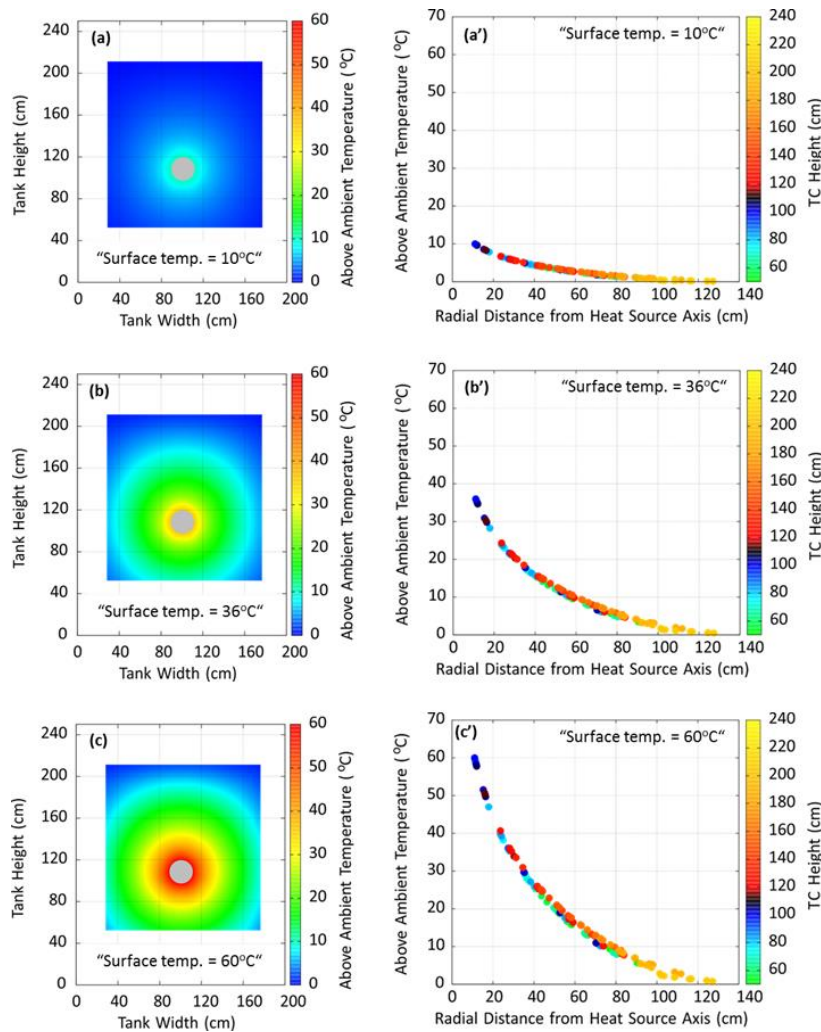 (a)
240
200
160
120
80
40
0
0 40 80 120 160 200
Tank Height (cm)
Tank Width (cm)
“Surface temp. = 10°C“
60
50
40
30
20
10
0
Above Ambient Temperature (°C)
(a’)
“Surface temp. = 10°C“
70
60
50
40
30
20
10
0
0 20 40 60 80 100 120 140
Above Ambient Temperature (°C)
Radial Distance from Heat Source Axis (cm)
240
220
200
180
160
140
120
100
80
60
TC Height (cm)
(b)
240
200
160
120
80
40
0
0 40 80 120 160 200
Tank Height (cm)
Tank Width (cm)
“Surface temp. = 36°C“
60
50
40
30
20
10
0
Above Ambient Temperature (°C)
(b’)
“Surface temp. = 36°C“
70
60
50
40
30
20
10
0
0 20 40 60 80 100 120 140
Above Ambient Temperature (°C)
Radial Distance from Heat Source Axis (cm)
240
220
200
180
160
140
120
100
80
60
TC Height (cm)
(c)
240
200
160
120
80
40
0
0 40 80 120 160 200
Tank Height (cm)
Tank Width (cm)
“Surface temp. = 60°C“
60
50
40
30
20
10
0
Above Ambient Temperature (°C)
(c’)
“Surface temp. = 60°C“
70
60
50
40
30
20
10
0
0 20 40 60 80 100 120 140
Above Ambient Temperature (°C)
Radial Distance from Heat Source Axis (cm)
240
220
200
180
160
140
120
100
80
60
TC Height (cm)